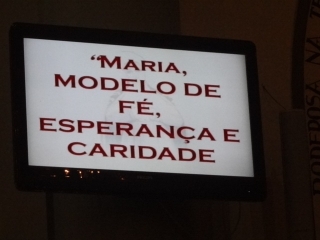 “MARIA,
MODELO DE
FÉ,
ESPERANÇA E
CARIDADE